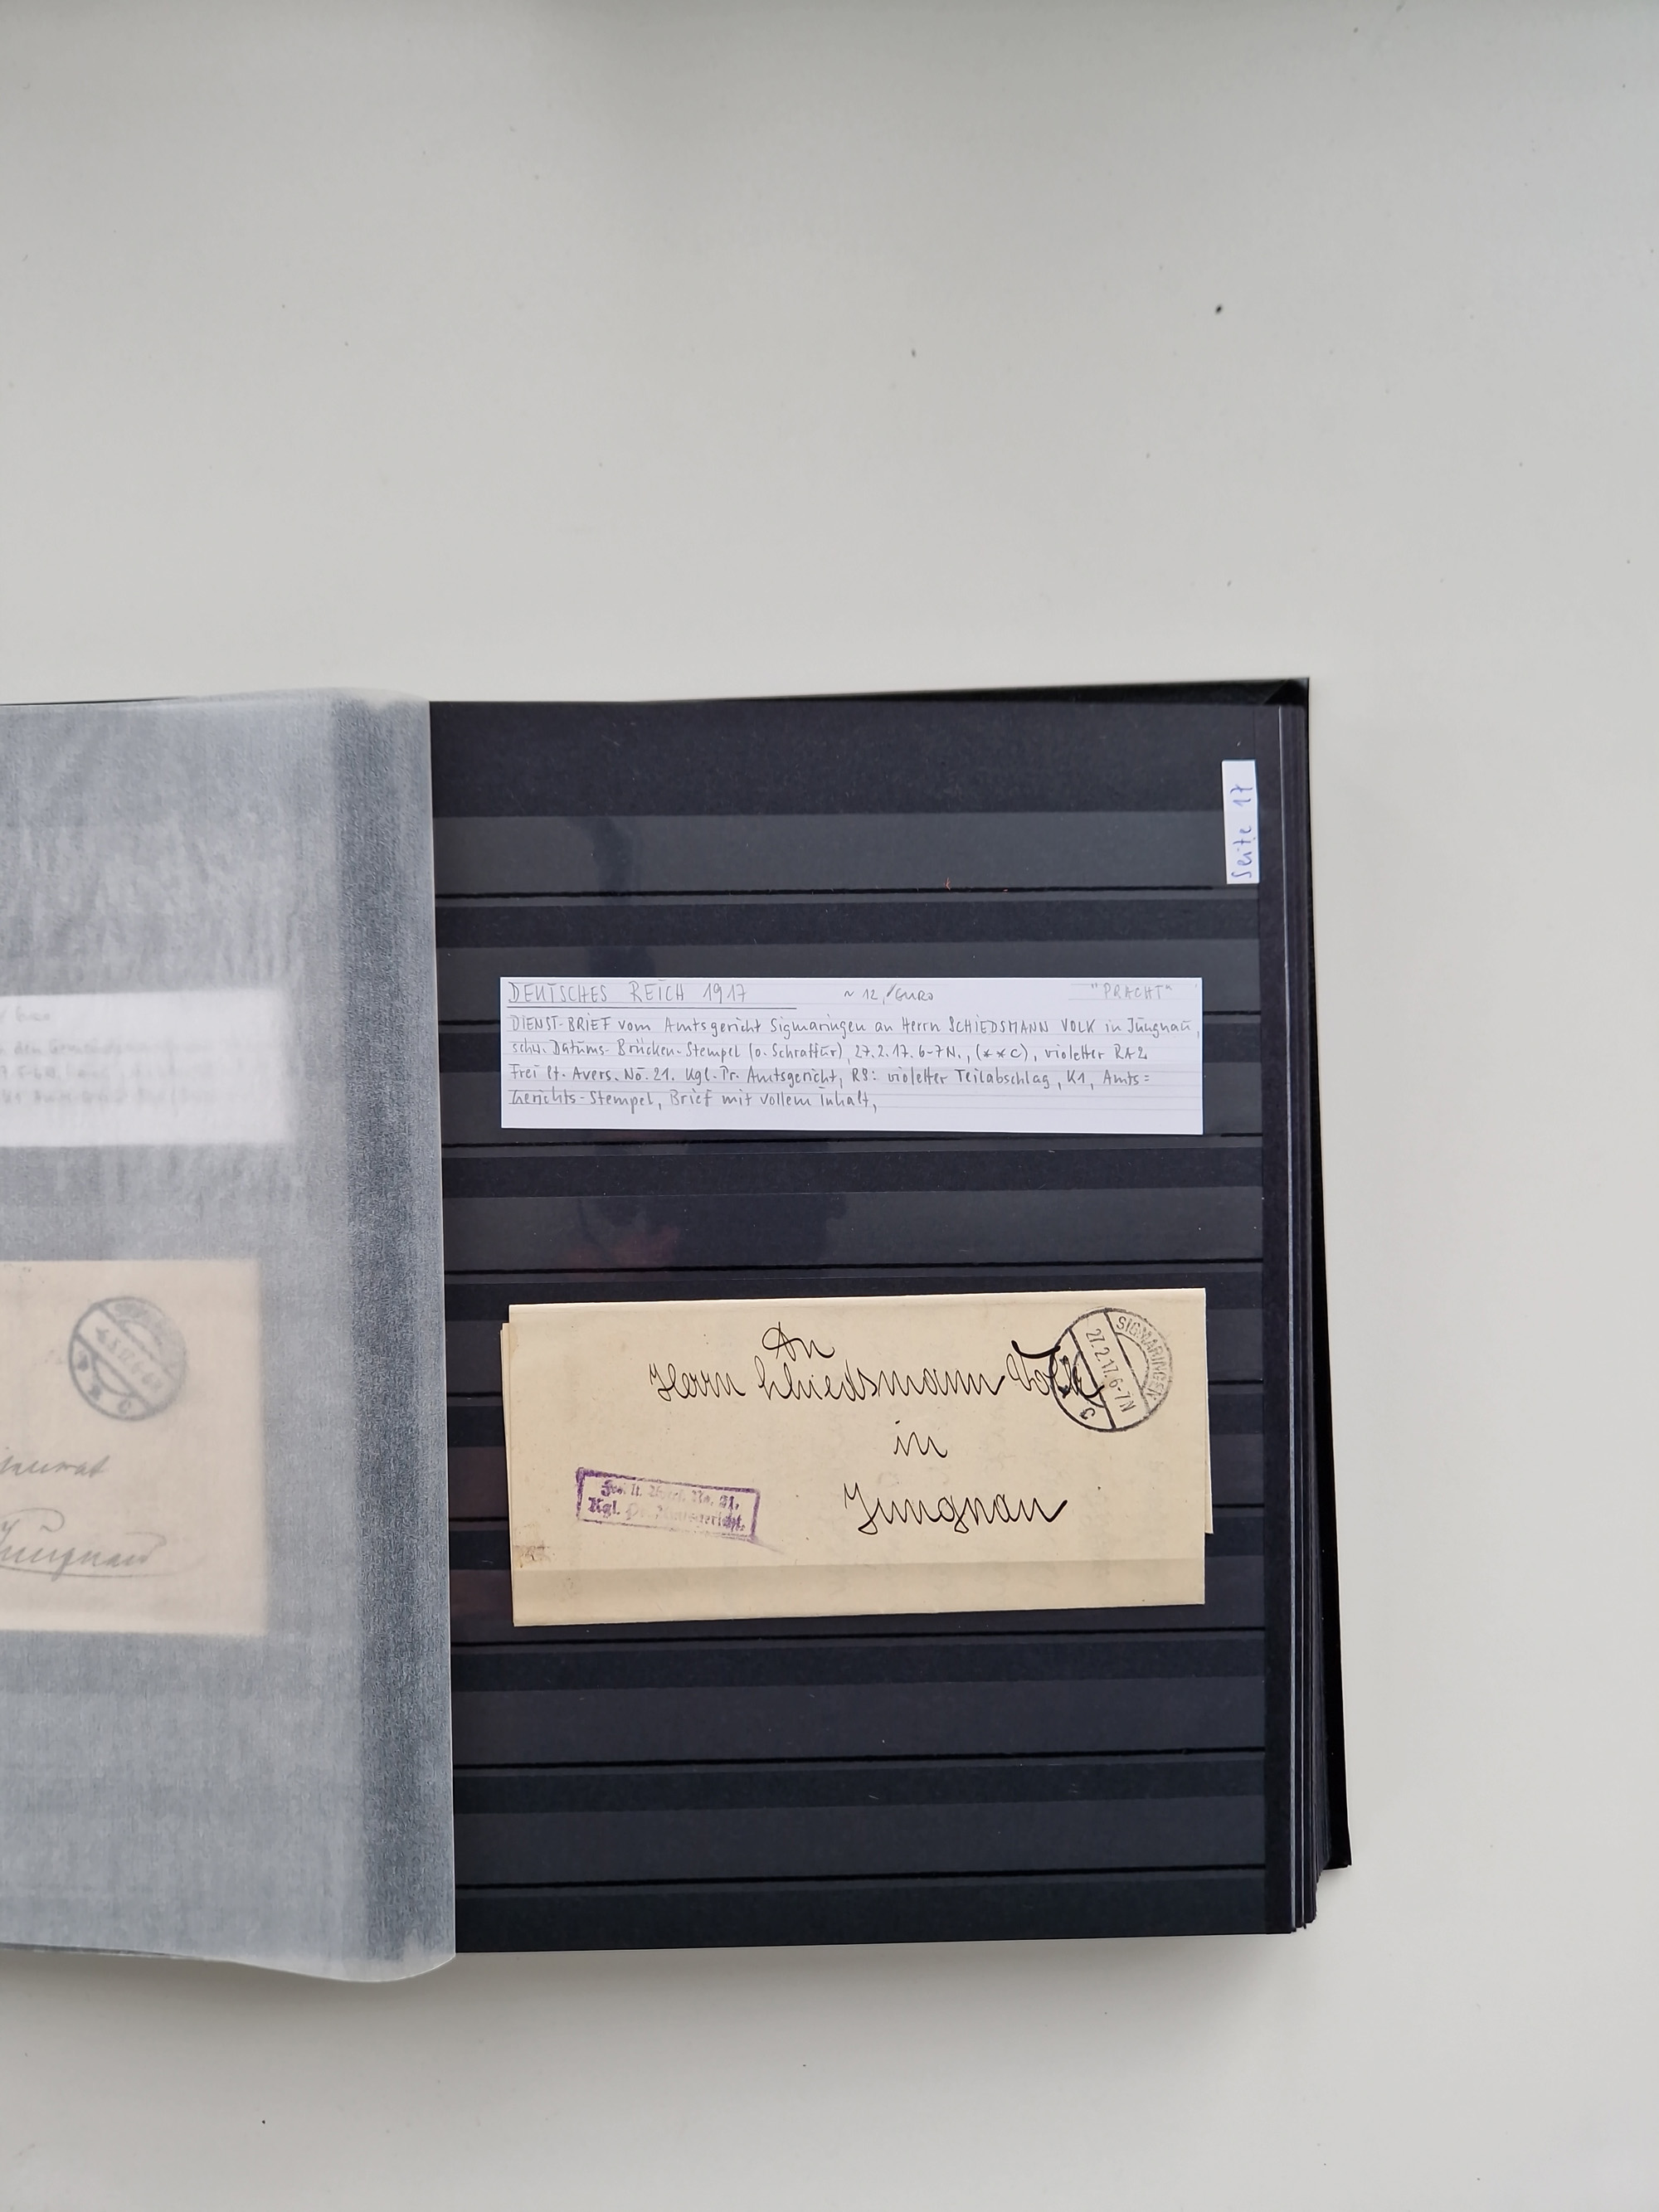 Seite 17
DEUTSCHES REICH 1917 ~ 12,/EURO "PRACHT"
DIENST-BRIEF vom Amtsgericht Sigmaringen an Herrn SCHIEDSMANN VOLK in Jungnau,
schw. Datums-Brücken-Stempel (o. Schraffur), 27.2.17. 6-7N., (**c), violetter RA2
Frei lt. Avers. No. 21. Kgl. Pr. Amtsgericht, RS: violetter Teilabschlag, K1, Amts=
Gerichts-Stempel, Brief mit vollem Inhalt,
An
Herrn Schiedsmann Volk
in
Jungnau
SIGMARINGEN
27.2.17. 6-7N
c
Frei lt. Avers. No. 21.
Kgl. Pr. Amtsgericht.
Jungnau